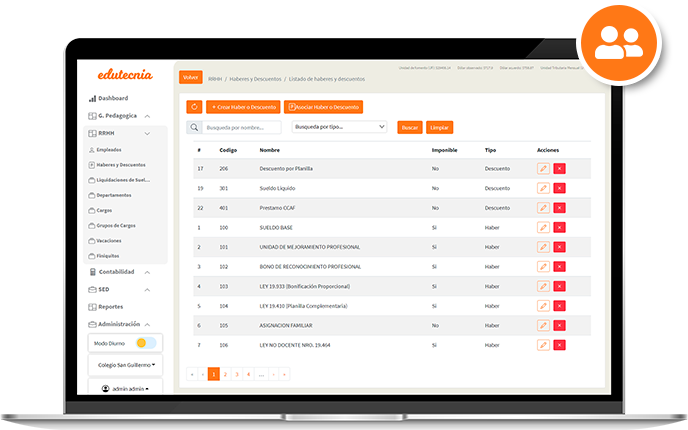 edutecnia
Volver
RRHH / Haberes y Descuentos / Listado de haberes y descuentos
Dashboard
G. Pedagogica
RRHH
Empleados
Haberes y Descuentos
Liquidaciones de Suel...
Departamentos
Cargos
Grupos de Cargos
Vacaciones
Finiquitos
Contabilidad
SED
Reportes
Administración
Modo Diurno
Colegio San Guillermo
admin admin
+ Crear Haber o Descuento Asociar Haber o Descuento
Busqueda por nombre... Busqueda por tipo... Buscar Limpiar
# Codigo Nombre Imponible Tipo Acciones
17 206 Descuento por Planilla No Descuento
19 301 Sueldo Liquido No Descuento
22 401 Prestamo CCAF No Descuento
1 100 SUELDO BASE Si Haber
2 101 UNIDAD DE MEJORAMIENTO PROFESIONAL Si Haber
3 102 BONO DE RECONOCIMIENTO PROFESIONAL Si Haber
4 103 LEY 19.933 (Bonificación Proporcional) Si Haber
5 104 LEY 19.410 (Planilla Complementaria) Si Haber
6 105 ASIGNACION FAMILIAR No Haber
7 106 LEY NO DOCENTE NRO. 19.464 Si Haber
« ‹ 1 2 3 4 ... › »